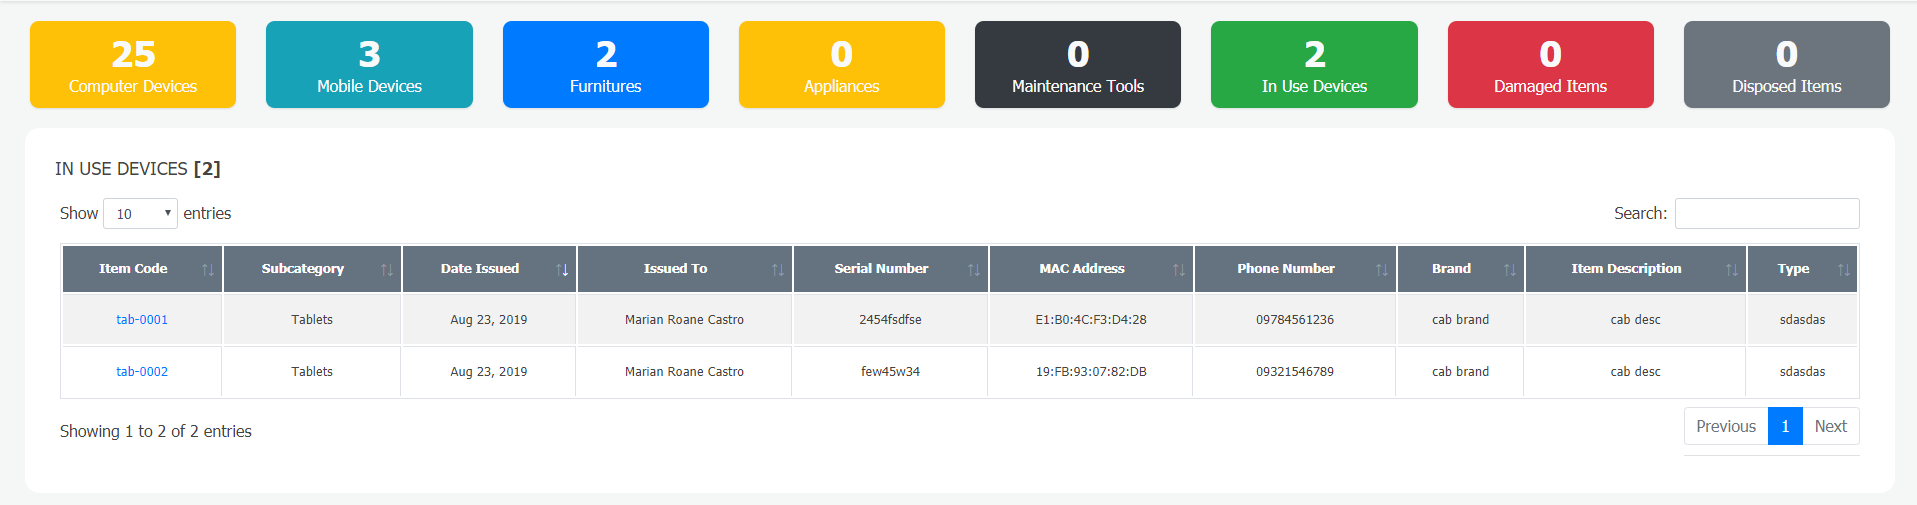 25 3 2 0 0 2 0 0
Computer Devices Mobile Devices Furnitures Appliances Maintenance Tools In Use Devices Damaged Items Disposed Items
IN USE DEVICES [2]
Show 10 entries Search:
Item Code Subcategory Date Issued Issued To Serial Number MAC Address Phone Number Brand Item Description Type
tab-0001 Tablets Aug 23, 2019 Marian Roane Castro 2454fsdfse E1:B0:4C:F3:D4:28 09784561236 cab brand cab desc sdasdas
tab-0002 Tablets Aug 23, 2019 Marian Roane Castro few45w34 19:FB:93:07:82:DB 09321546789 cab brand cab desc sdasdas
Showing 1 to 2 of 2 entries Previous 1 Next